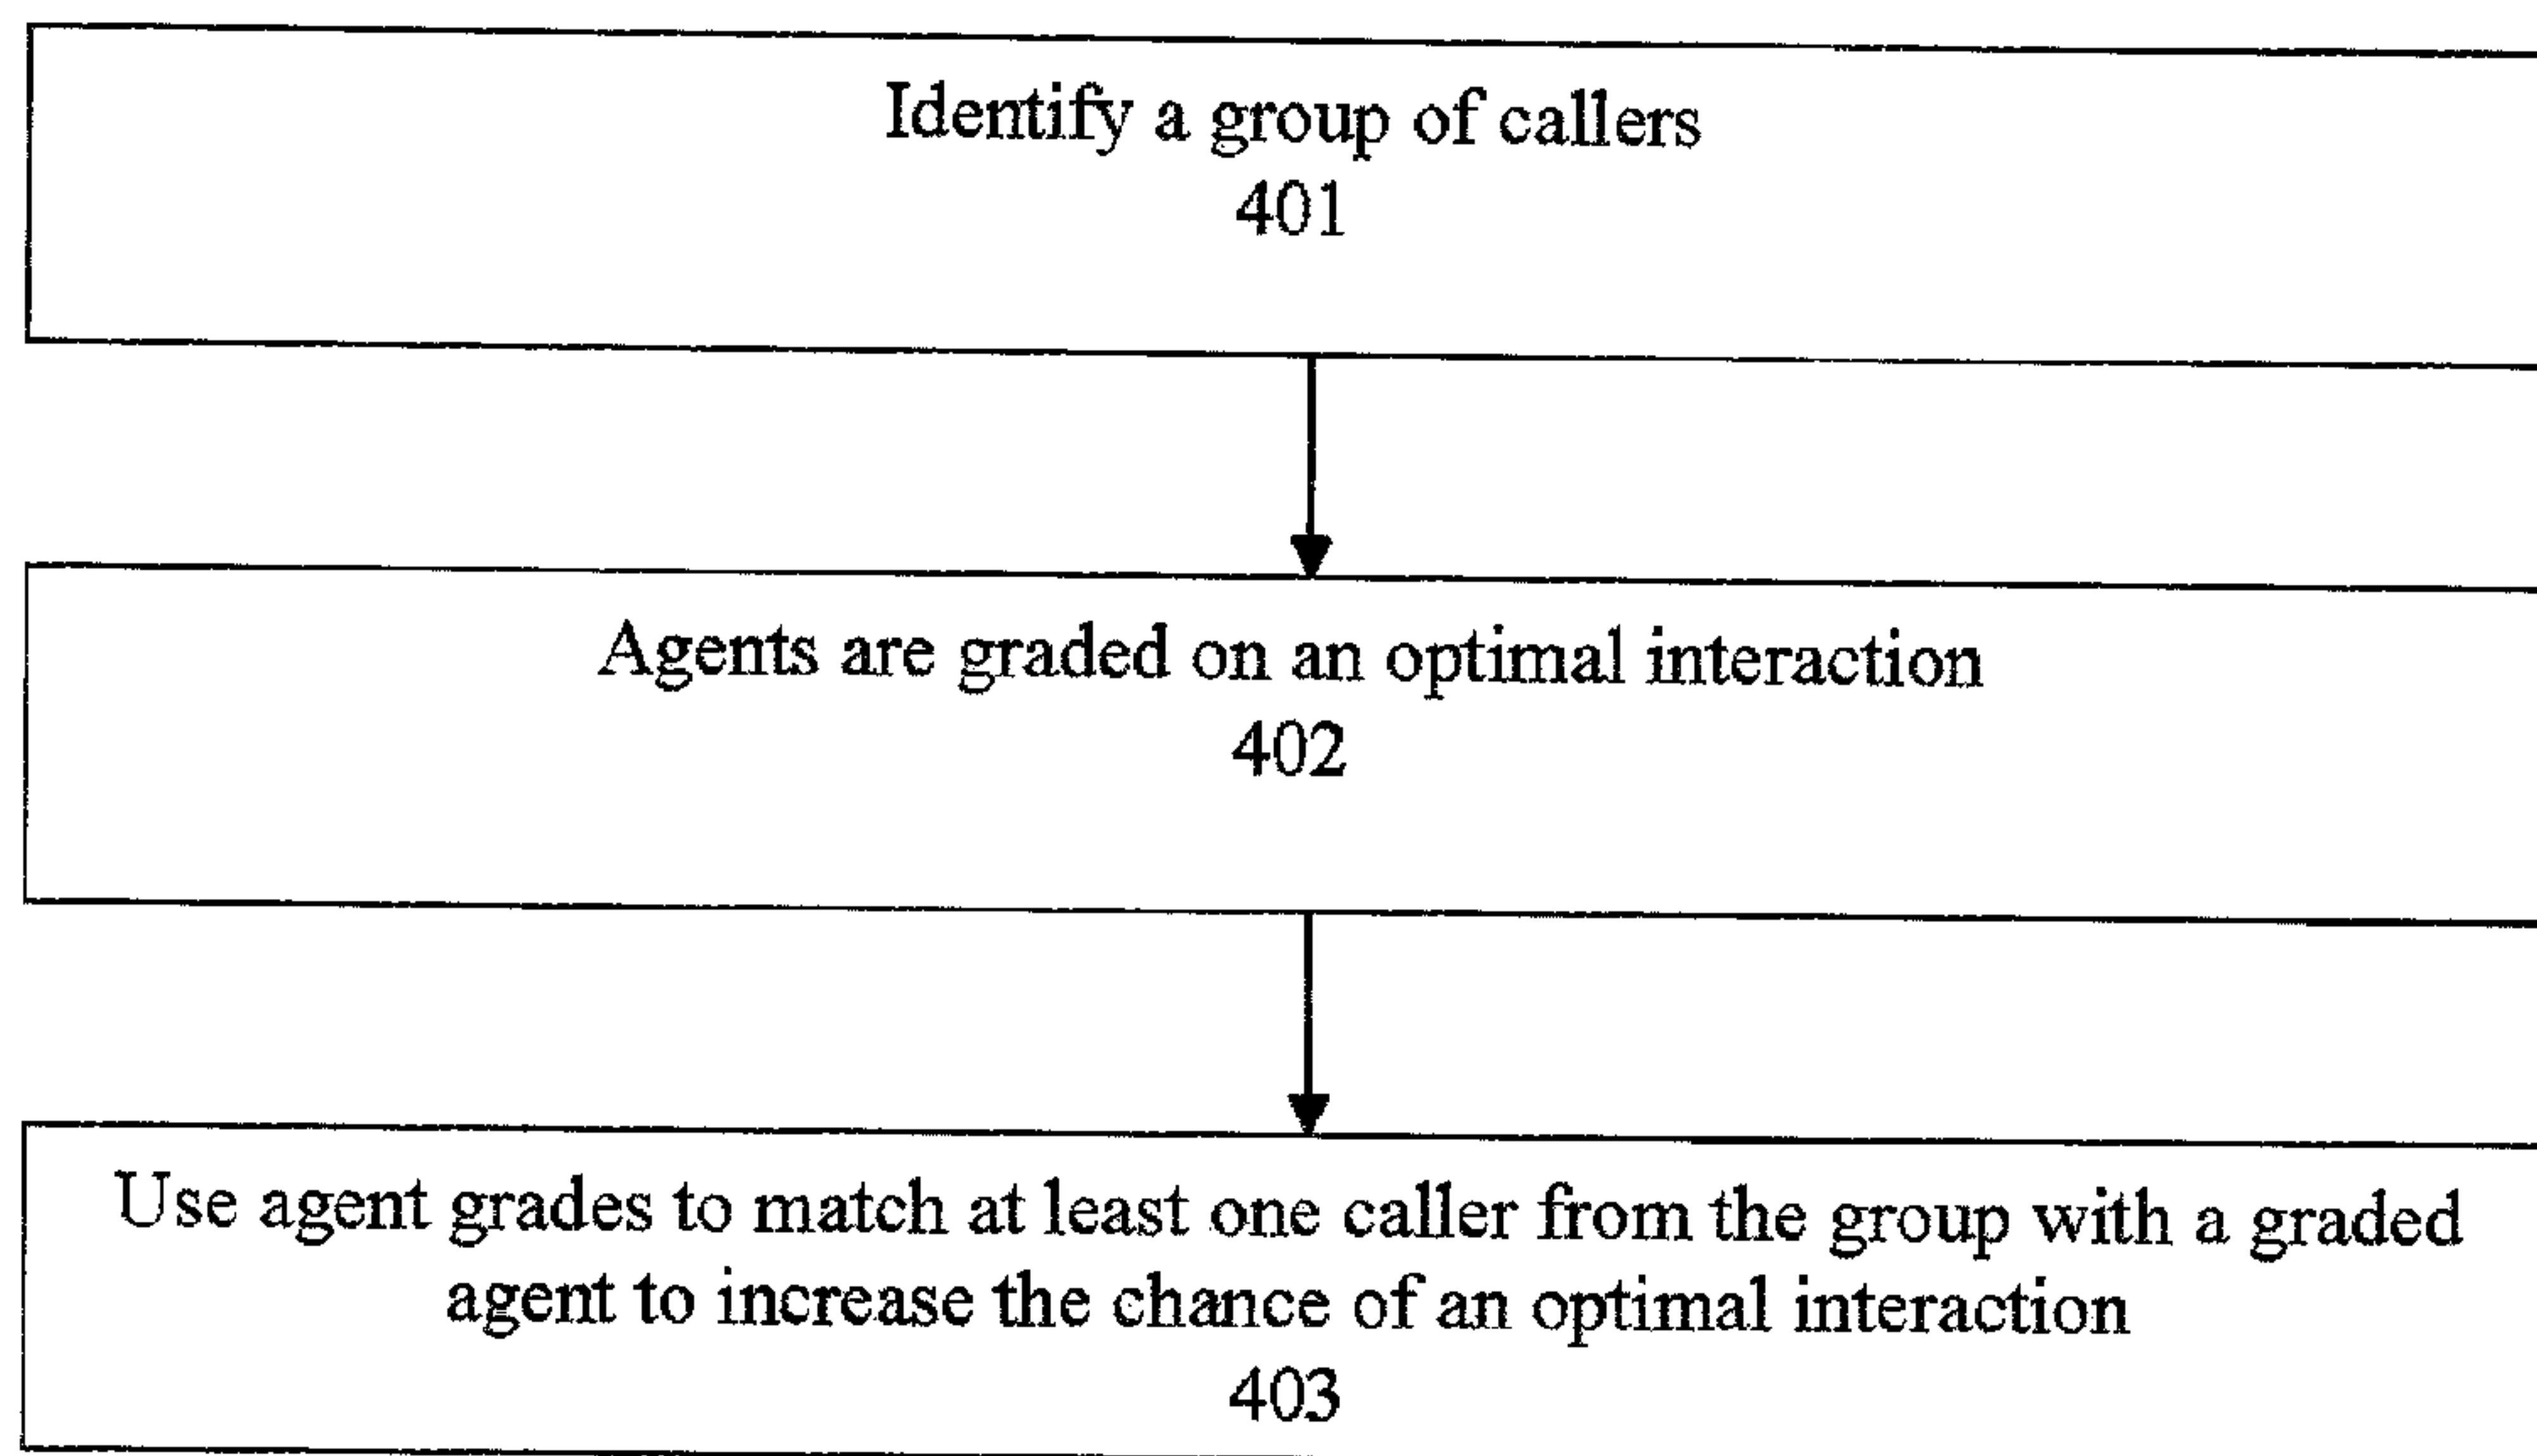 Identify a group of callers
401
Agents are graded on an optimal interaction
402
Use agent grades to match at least one caller from the group with a graded
agent to increase the chance of an optimal interaction
403